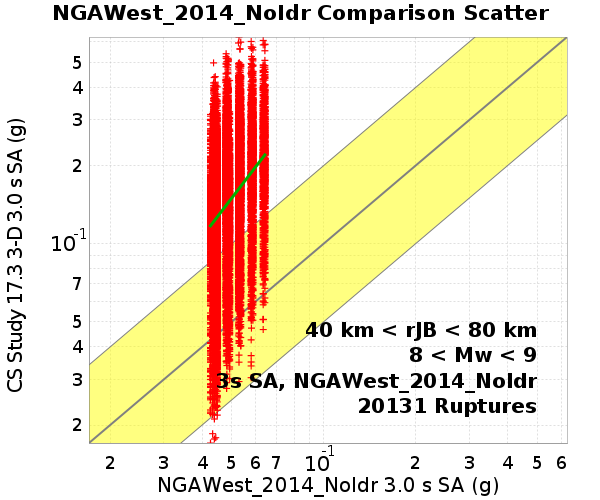 NGAWest_2014_NoIdr Comparison Scatter
CS Study 17.3 3-D 3.0 s SA (g)
5
4
3
2
10⁻¹
7
5
4
3
2
40 km < rJB < 80 km
8 < Mw < 9
3s SA, NGAWest_2014_NoIdr
20131 Ruptures
2 3 4 5 6 7 10⁻¹ 2 3 4 5 6
NGAWest_2014_NoIdr 3.0 s SA (g)